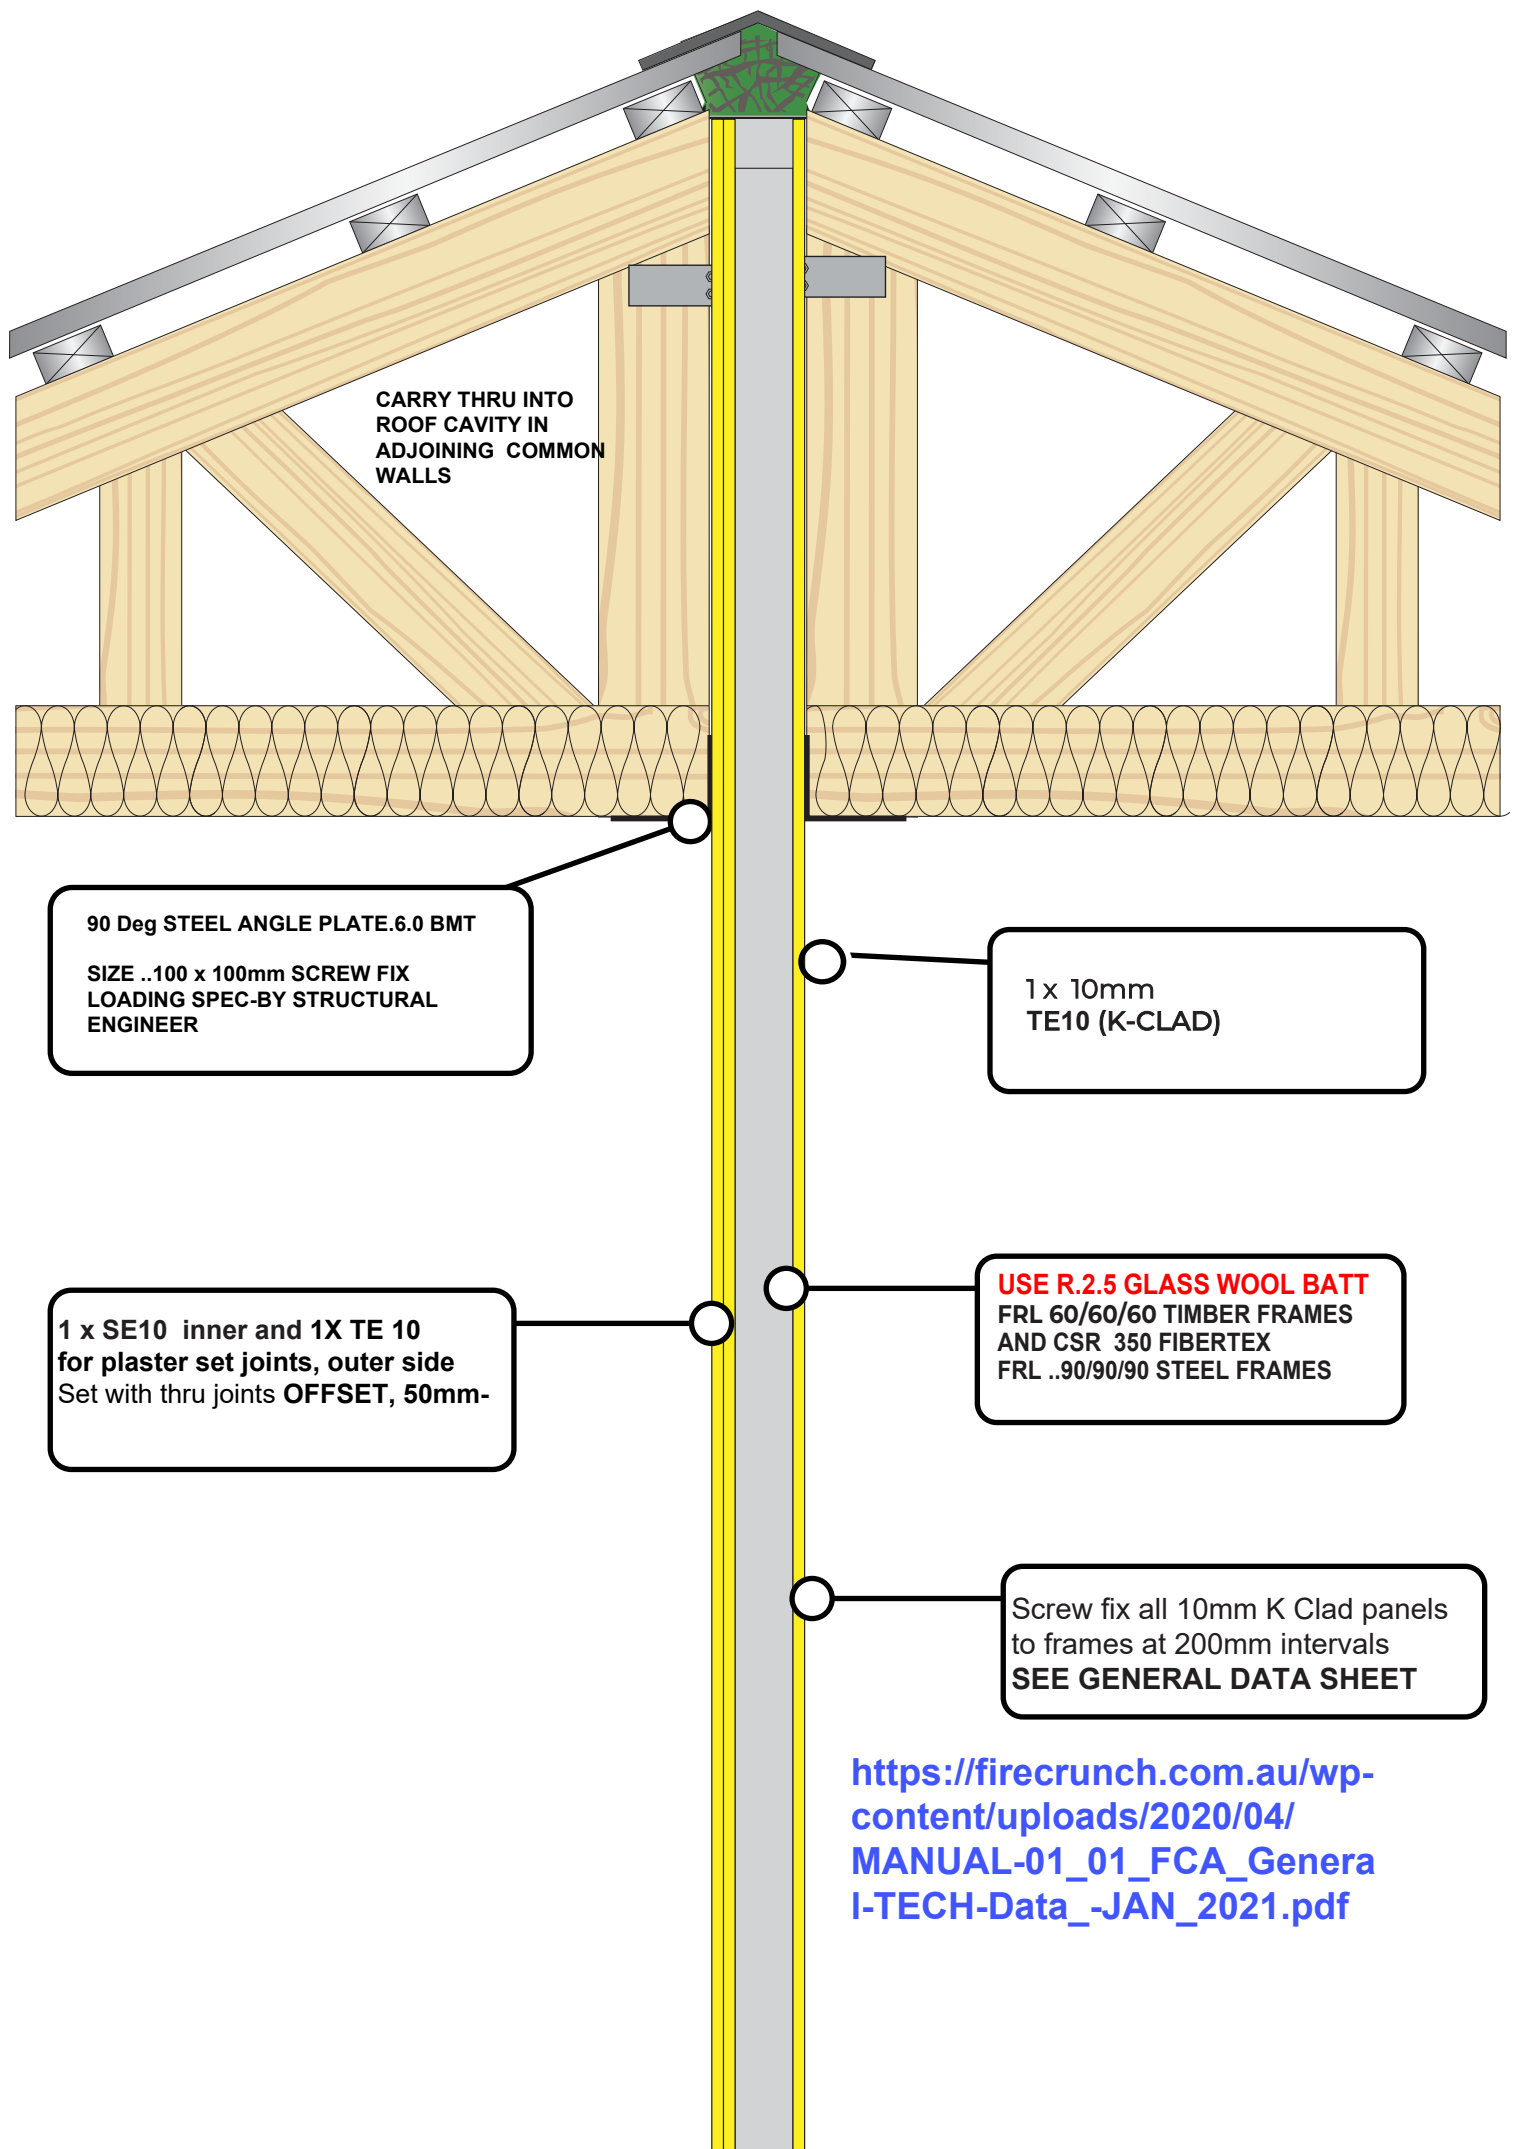 CARRY THRU INTO
ROOF CAVITY IN
ADJOINING COMMON
WALLS
90 Deg STEEL ANGLE PLATE.6.0 BMT
SIZE ..100 x 100mm SCREW FIX
LOADING SPEC-BY STRUCTURAL
ENGINEER
1 x 10mm
TE10 (K-CLAD)
1 x SE10 inner and 1X TE 10
for plaster set joints, outer side
Set with thru joints OFFSET, 50mm-
USE R.2.5 GLASS WOOL BATT
FRL 60/60/60 TIMBER FRAMES
AND CSR 350 FIBERTEX
FRL ..90/90/90 STEEL FRAMES
Screw fix all 10mm K Clad panels
to frames at 200mm intervals
SEE GENERAL DATA SHEET
https://firecrunch.com.au/wp-
content/uploads/2020/04/
MANUAL-01_01_FCA_Genera
l-TECH-Data_-JAN_2021.pdf